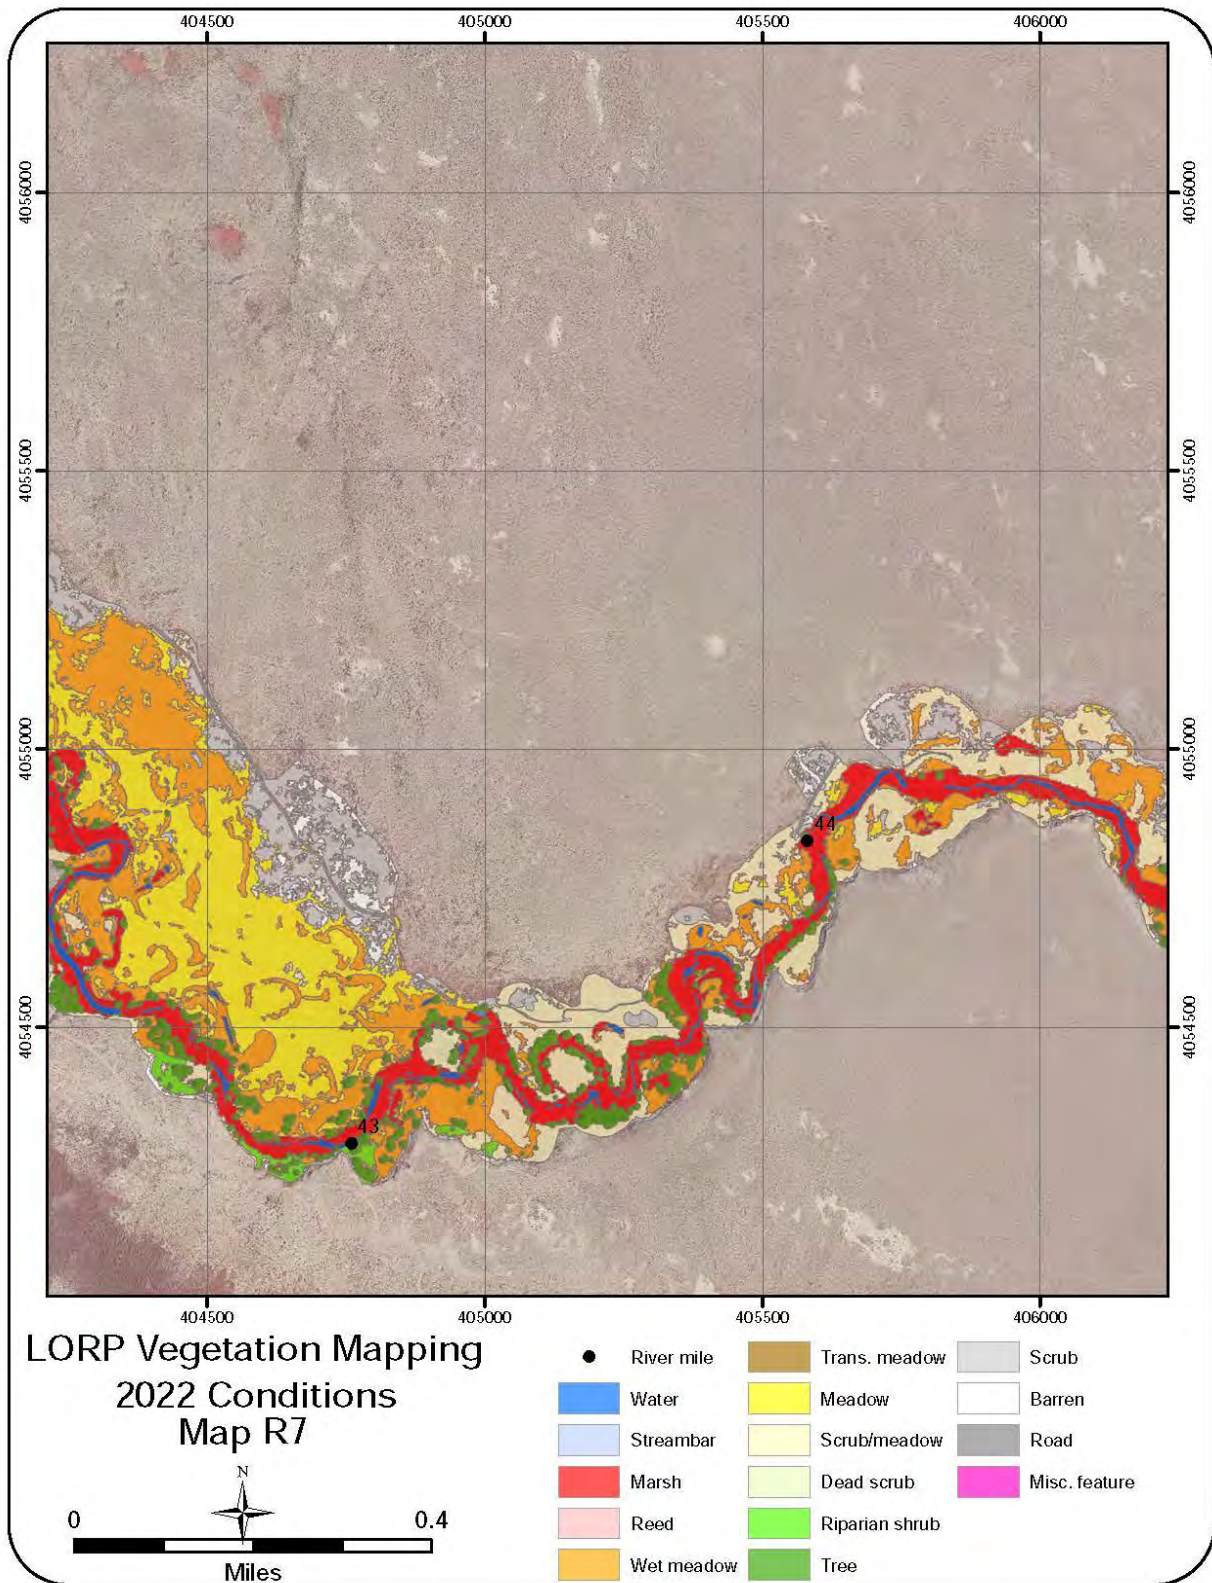 404500 405000 405500 406000
4056000 4056000
4055500 4055500
4055000 4055000
44
4054500 4054500
43
404500 405000 405500 406000
LORP Vegetation Mapping
2022 Conditions
Map R7
N
0 0.4
Miles
River mile
Water
Streambar
Marsh
Reed
Wet meadow
Trans. meadow
Meadow
Scrub/meadow
Dead scrub
Riparian shrub
Tree
Scrub
Barren
Road
Misc. feature